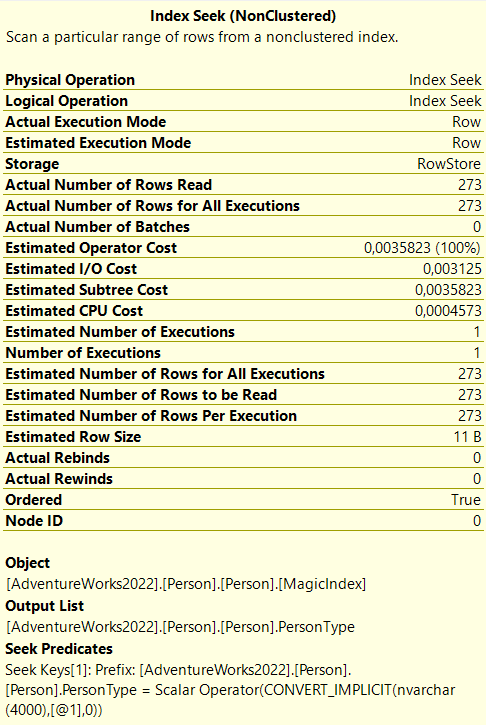 Index Seek (NonClustered)
Scan a particular range of rows from a nonclustered index.
Physical Operation Index Seek
Logical Operation Index Seek
Actual Execution Mode Row
Estimated Execution Mode Row
Storage RowStore
Actual Number of Rows Read 273
Actual Number of Rows for All Executions 273
Actual Number of Batches 0
Estimated Operator Cost 0,0035823 (100%)
Estimated I/O Cost 0,003125
Estimated Subtree Cost 0,0035823
Estimated CPU Cost 0,0004573
Estimated Number of Executions 1
Number of Executions 1
Estimated Number of Rows for All Executions 273
Estimated Number of Rows to be Read 273
Estimated Number of Rows Per Execution 273
Estimated Row Size 11 B
Actual Rebinds 0
Actual Rewinds 0
Ordered True
Node ID 0
Object
[AdventureWorks2022].[Person].[Person].[MagicIndex]
Output List
[AdventureWorks2022].[Person].[Person].PersonType
Seek Predicates
Seek Keys[1]: Prefix: [AdventureWorks2022].[Person].
[Person].PersonType = Scalar Operator(CONVERT_IMPLICIT(nvarchar
(4000),[@1],0))